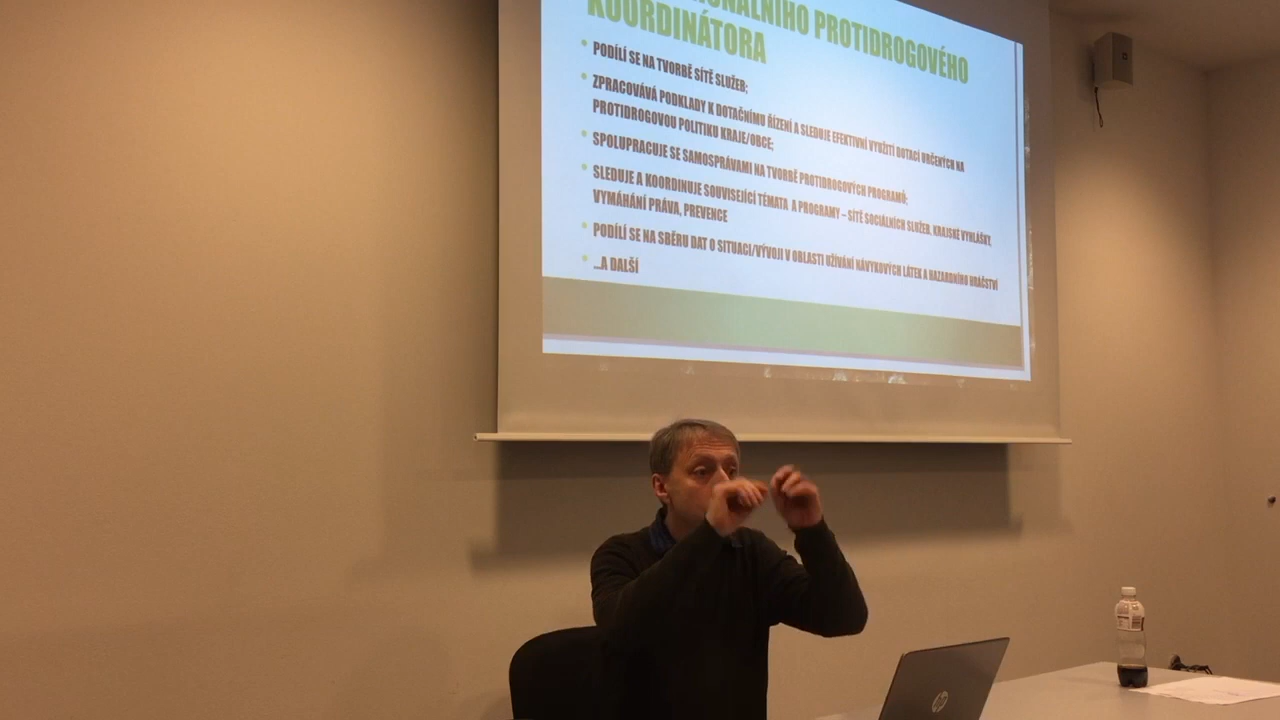 PROTIDROGOVÉHO
KOORDINÁTORA
PODÍLÍ SE NA TVORBĚ SÍTĚ SLUŽEB;
ZPRACOVÁVÁ PODKLADY K DOTAČNÍMU ŘÍZENÍ A SLEDUJE EFEKTIVNÍ VYUŽITÍ DOTACÍ URČENÝCH NA
PROTIDROGOVOU POLITIKU KRAJE/OBCE;
SPOLUPRACUJE SE SAMOSPRÁVAMI NA TVORBĚ PROTIDROGOVÝCH PROGRAMŮ;
SLEDUJE A KOORDINUJE SOUVISEJÍCÍ TÉMATA A PROGRAMY – SÍTĚ SOCIÁLNÍCH SLUŽEB, KRAJSKÉ VYHLÁŠKY,
VYMÁHÁNÍ PRÁVA, PREVENCE
PODÍLÍ SE NA SBĚRU DAT O SITUACI/VÝVOJI V OBLASTI UŽÍVÁNÍ NÁVYKOVÝCH LÁTEK A HAZARDNÍHO HRÁČSTVÍ
...A DALŠÍ
hp